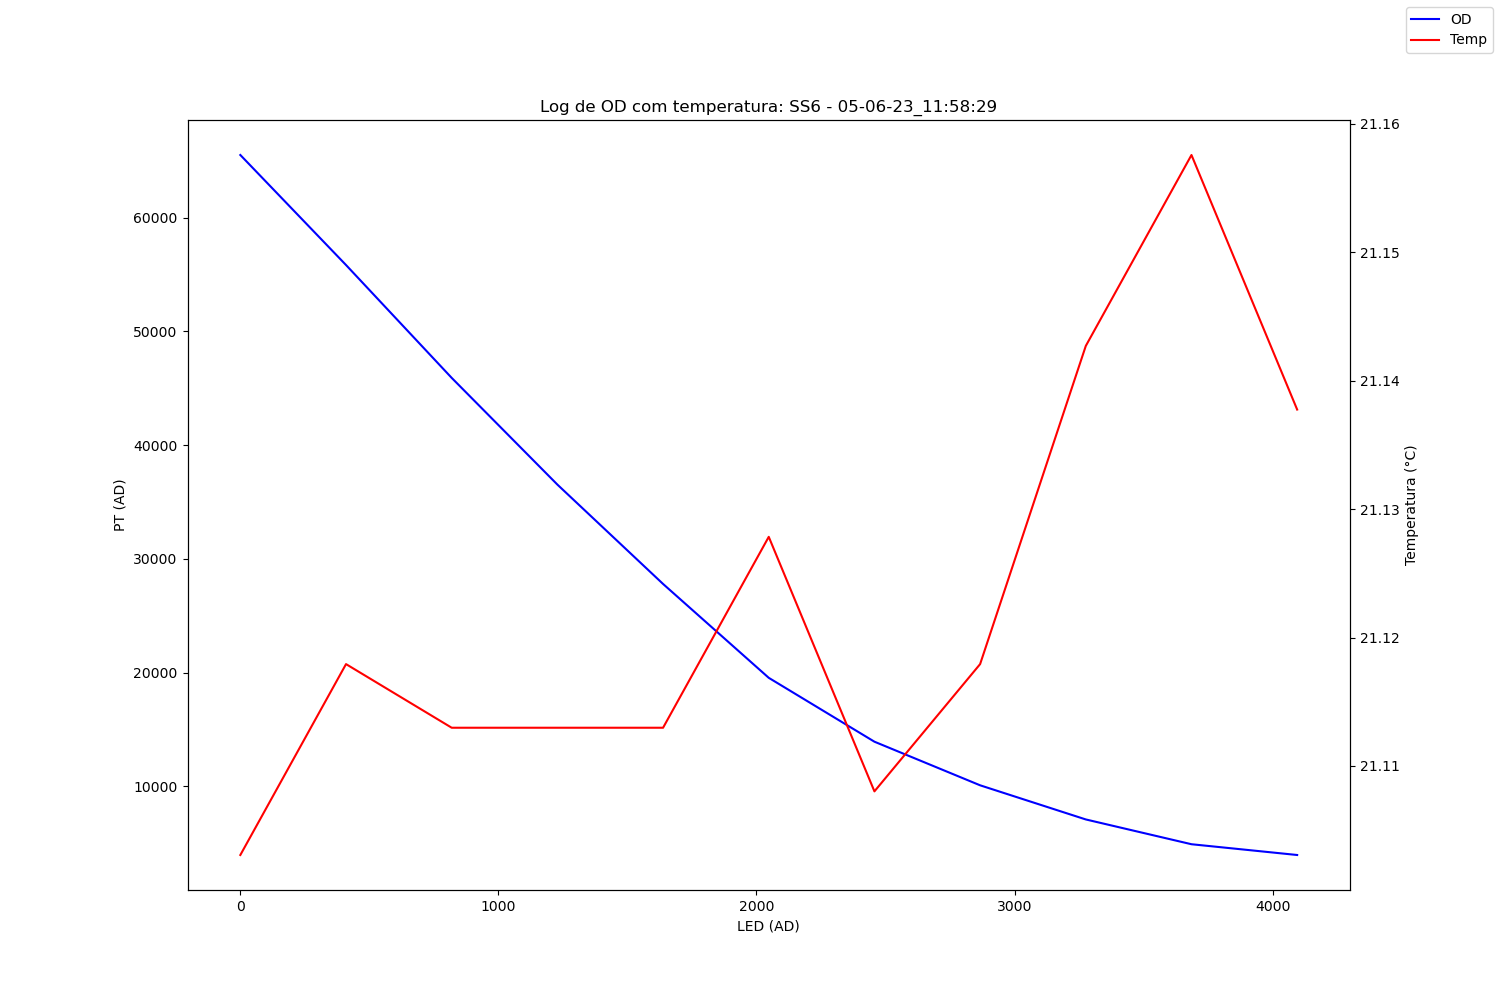 OD
Temp
Log de OD com temperatura: SS6 - 05-06-23_11:58:29
PT (AD)
60000
50000
40000
30000
20000
10000
21.16
21.15
21.14
21.13
21.12
21.11
Temperatura (°C)
0 1000 2000 3000 4000
LED (AD)